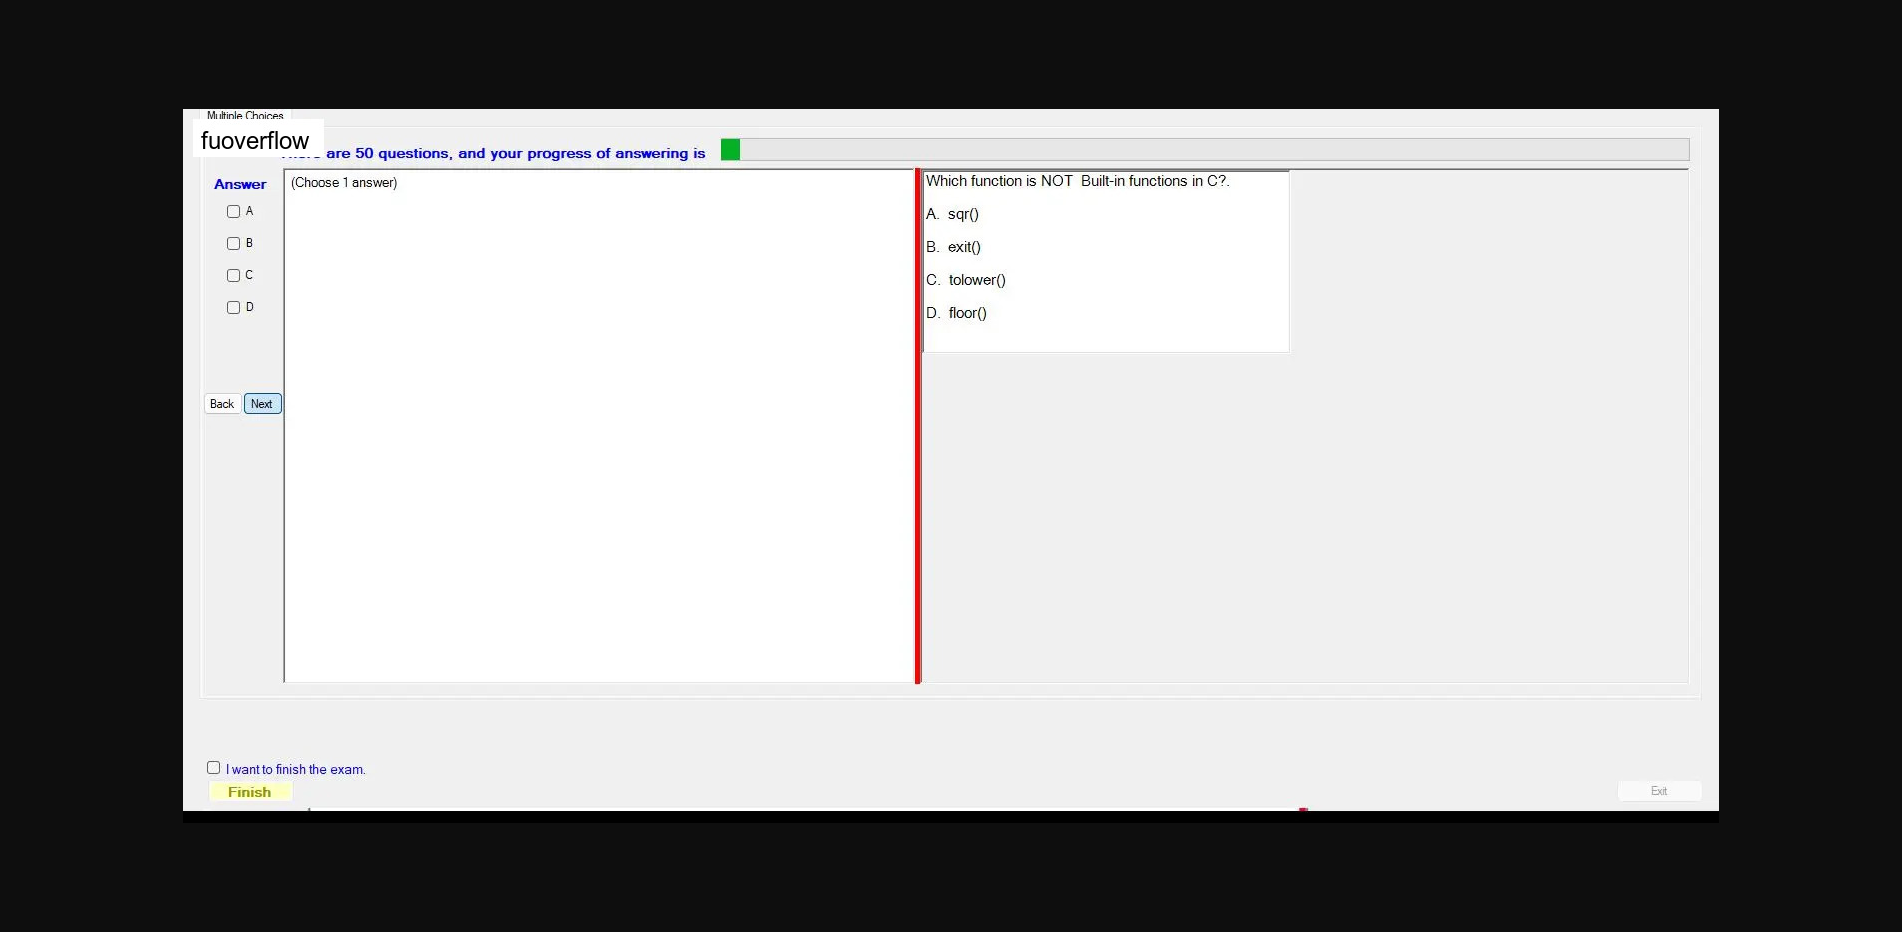 Multiple Choices
fuoverflow
are 50 questions, and your progress of answering is
Answer
(Choose 1 answer)
A
B
C
D
Back
Next
Which function is NOT  Built-in functions in C?.
A.  sqr()
B.  exit()
C.  tolower()
D.  floor()
I want to finish the exam.
Finish
Exit